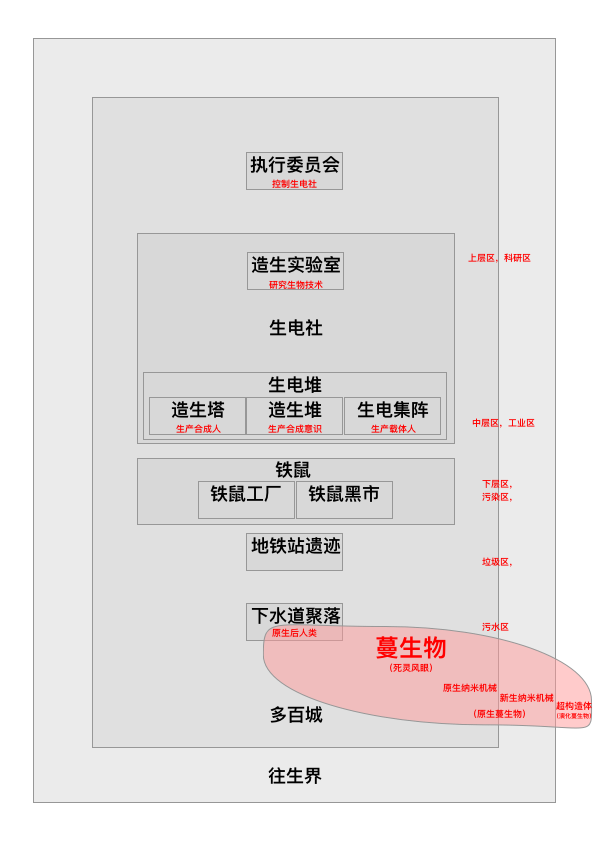 执行委员会
控制生电社
上层区，科研区
造生实验室
研究生物技术
生电社
生电堆
造生塔
生产合成人
造生堆
生产合成意识
生电集阵
生产载体人
中层区，工业区
铁鼠
铁鼠工厂
铁鼠黑市
下层区，
污染区，
地铁站遗迹
垃圾区，
下水道聚落
原生后人类
污水区
蔓生物
（死灵风眼）
原生纳米机械
新生纳米机械
超构造体
（原生蔓生物）
（演化蔓生物）
多百城
往生界